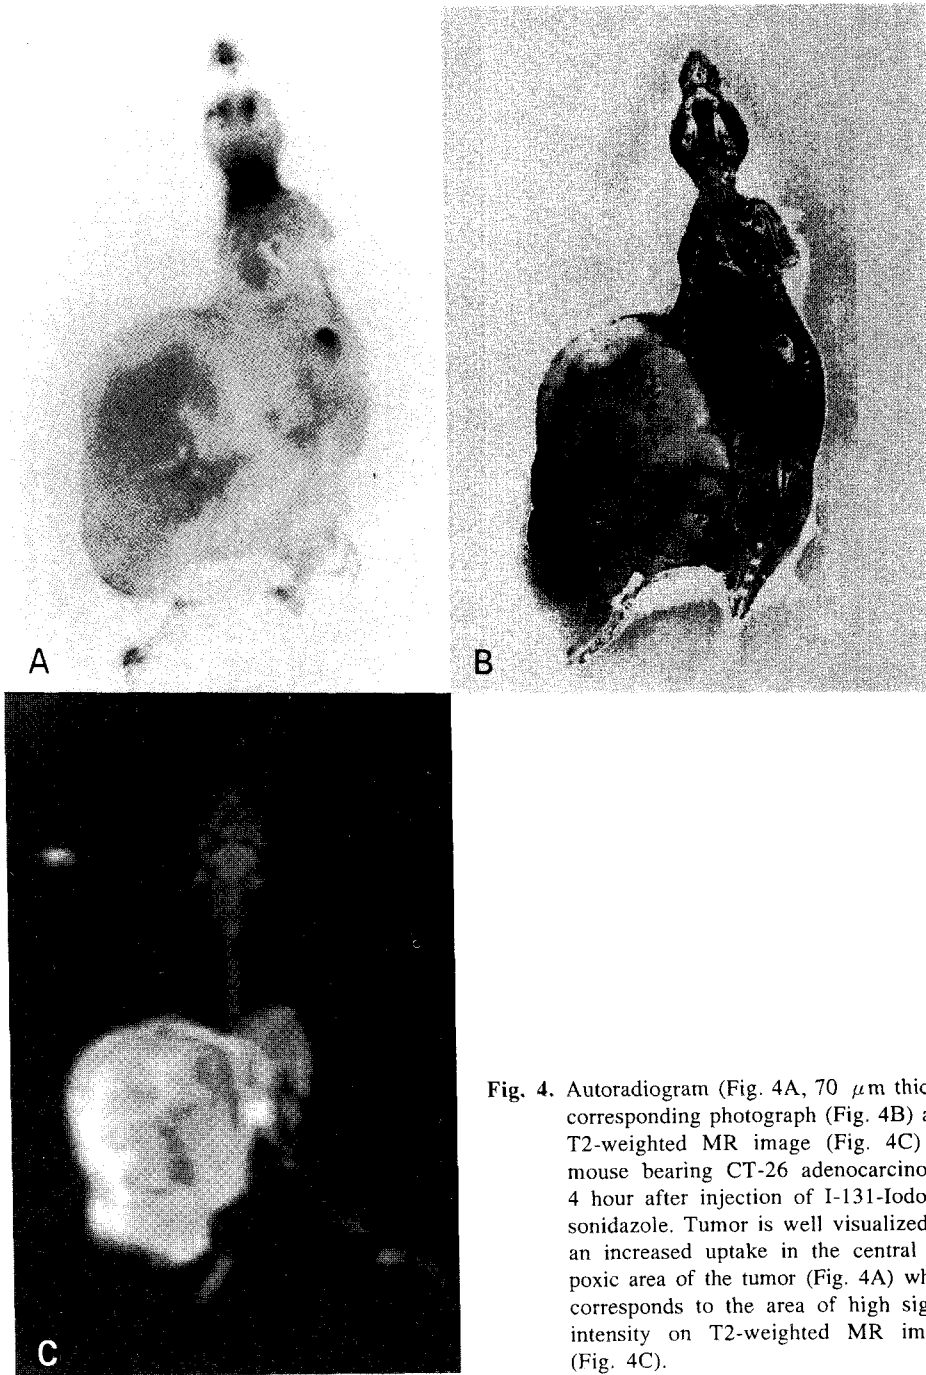 A
B
C
Fig. 4. Autoradiogram (Fig. 4A, 70 μm thic
corresponding photograph (Fig. 4B) a
T2-weighted MR image (Fig. 4C)
mouse bearing CT-26 adenocarcino
4 hour after injection of I-131-Iodo
sonidazole. Tumor is well visualized
an increased uptake in the central
poxic area of the tumor (Fig. 4A) wh
corresponds to the area of high sig
intensity on T2-weighted MR im
(Fig. 4C).